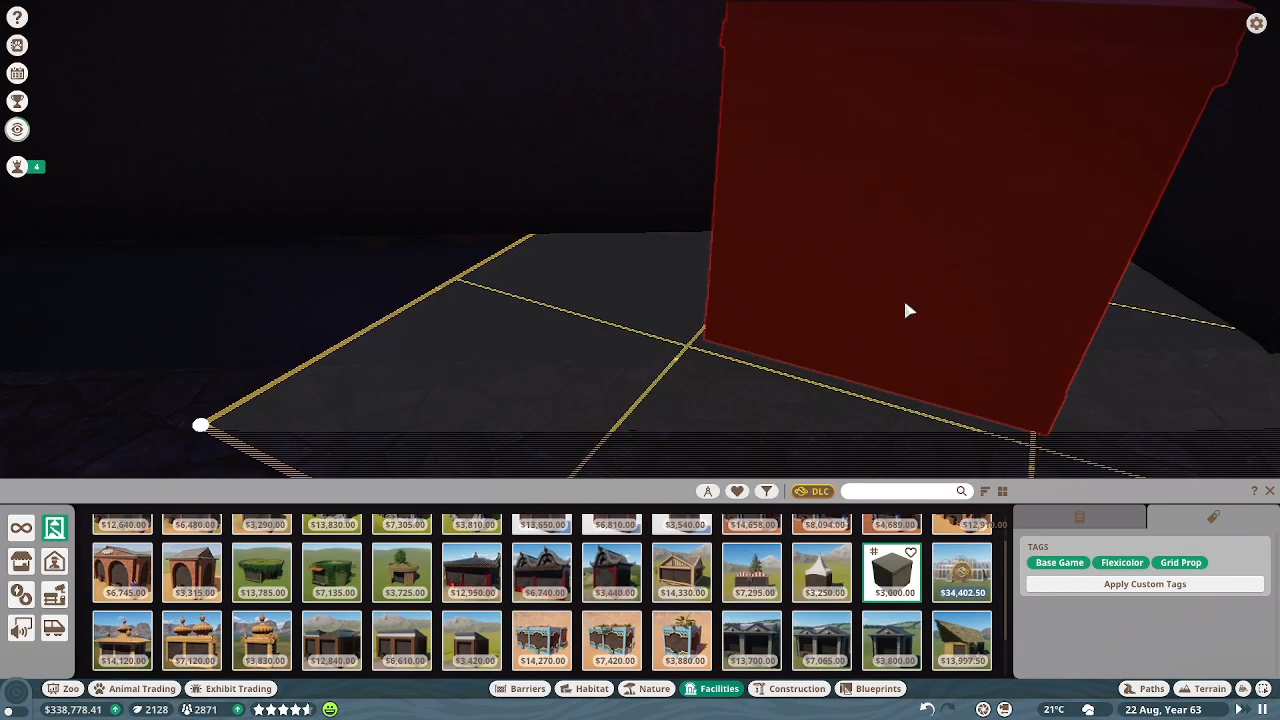 ?
4
A DLC
? ×
$12,640.00 $6,480.00 $3,290.00 $13,830.00 $7,305.00 $3,810.00 $13,650.00 $6,810.00 $3,540.00 $14,658.00 $8,094.00 $4,689.00
$6,745.00 $3,315.00 $13,785.00 $7,135.00 $3,725.00 $12,950.00 $6,740.00 $3,440.00 $14,330.00 $7,295.00 $3,250.00 # $3,000.00 $34,402.50
$14,120.00 $7,120.00 $3,830.00 $12,840.00 $6,610.00 $3,420.00 $14,270.00 $7,420.00 $3,880.00 $13,700.00 $7,065.00 $3,800.00 $13,997.50
TAGS
Base Game Flexicolor Grid Prop
Apply Custom Tags
Zoo Animal Trading Exhibit Trading Barriers Habitat Nature Facilities Construction Blueprints Paths Terrain
$338,778.41 2128 2871 21°C 22 Aug, Year 63